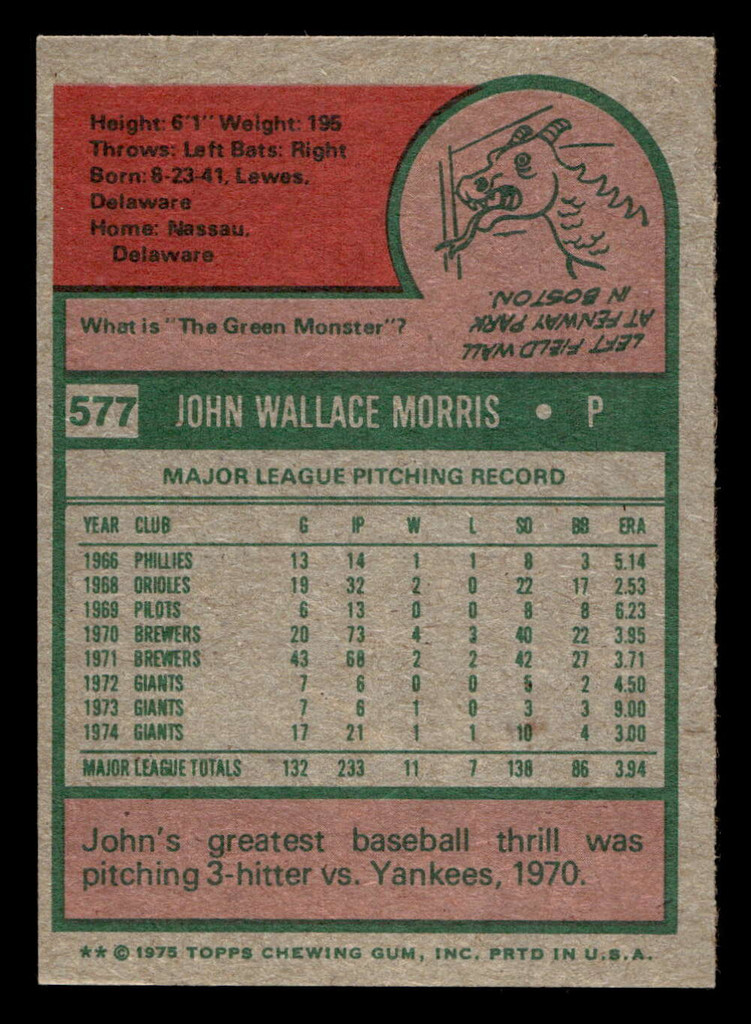 Height: 6'1" Weight: 195
Throws: Left Bats: Right
Born: 8-23-41, Lewes,
Delaware
Home: Nassau,
Delaware
What is "The Green Monster"?
LEFT FIELD WALL
AT FENWAY PARK
IN BOSTON.
577 JOHN WALLACE MORRIS • P
MAJOR LEAGUE PITCHING RECORD
YEAR CLUB G IP W L SO BB ERA
1966 PHILLIES 13 14 1 1 8 3 5.14
1968 ORIOLES 19 32 2 0 22 17 2.53
1969 PILOTS 6 13 0 0 8 8 6.23
1970 BREWERS 20 73 4 3 40 22 3.95
1971 BREWERS 43 68 2 2 42 27 3.71
1972 GIANTS 7 6 0 0 5 2 4.50
1973 GIANTS 7 6 1 0 3 3 9.00
1974 GIANTS 17 21 1 1 10 4 3.00
MAJOR LEAGUE TOTALS 132 233 11 7 138 86 3.94
John's greatest baseball thrill was
pitching 3-hitter vs. Yankees, 1970.
** © 1975 TOPPS CHEWING GUM, INC. PRTD IN U.S.A.